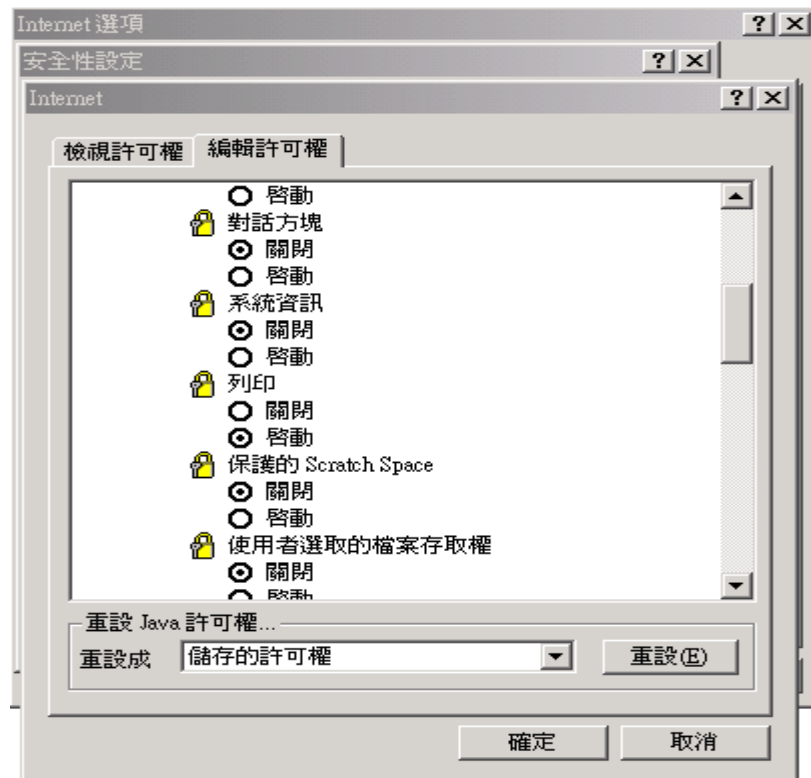 Internet 選項
安全性設定
Internet
檢視許可權 編輯許可權
啓動
對話方塊
關閉
啓動
系統資訊
關閉
啓動
列印
關閉
啓動
保護的 Scratch Space
關閉
啓動
使用者選取的檔案存取權
關閉
啓動
重設 Java 許可權...
重設成 儲存的許可權 重設(E)
確定 取消